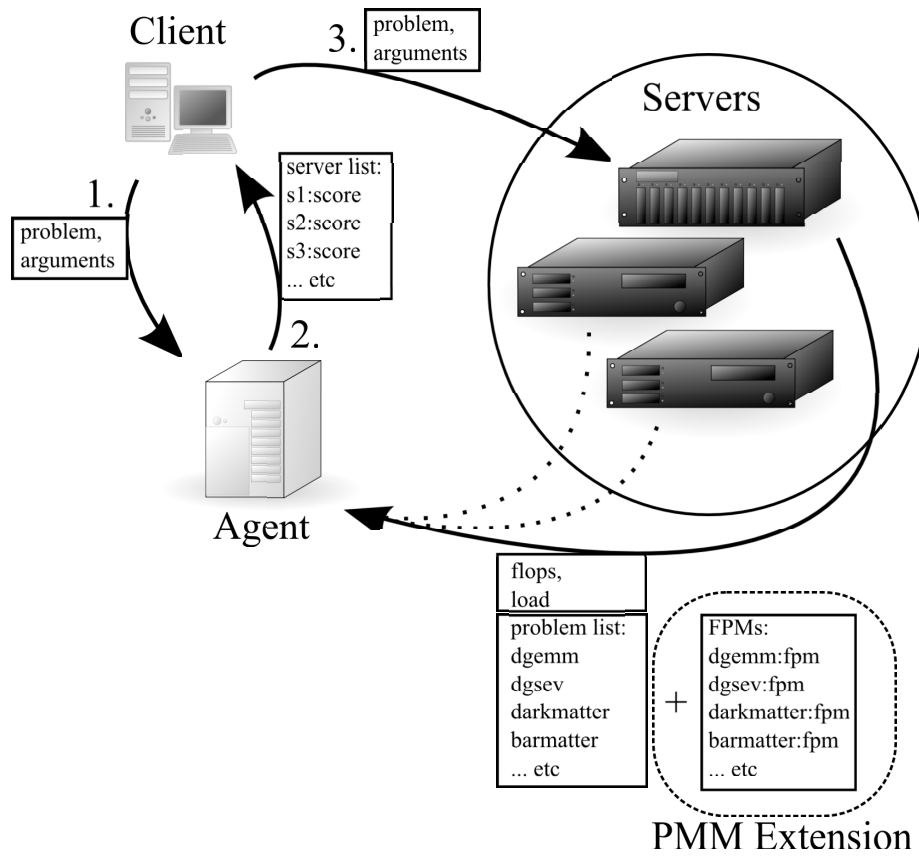 Client
3.
problem,
arguments
Servers
1.
problem,
arguments
server list:
s1:score
s2:score
s3:score
... etc
2.
Agent
flops,
load
problem list:
dgemm
dgsev
darkmatter
barmatter
... etc
+
FPMs:
dgemm:fpm
dgsev:fpm
darkmatter:fpm
barmatter:fpm
... etc
PMM Extension